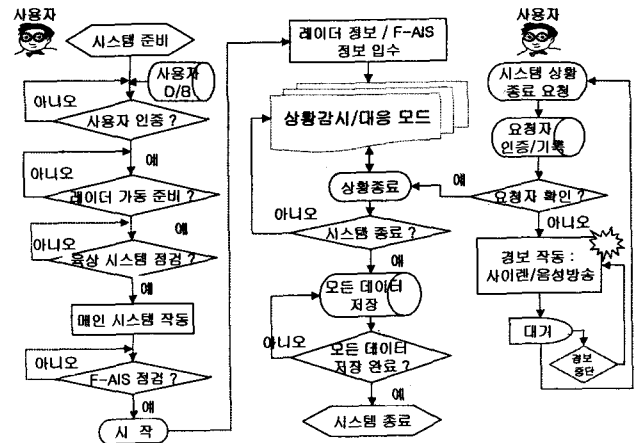 사용자
시스템 준비
사용자
D/B
아니오
사용자 인증 ?
예
아니오
레이더 가동 준비 ?
예
아니오
음상 시스템 점검 ?
예
메인 시스템 작동
아니오
F-AIS 점검 ?
예
시 작
레이더 정보 / F-AIS
정보 입수
상황감시/대응 모드
상황종료
아니오
시스템 종료 ?
예
모든 데이터
저장
아니오
모든 데이터
저장 완료 ?
예
시스템 종료
사용자
시스템 상황
종료 요청
요청자
인증/기록
예
요청자 확인 ?
아니오
경보 작동 :
사이렌/음성방송
대기
경보
중단